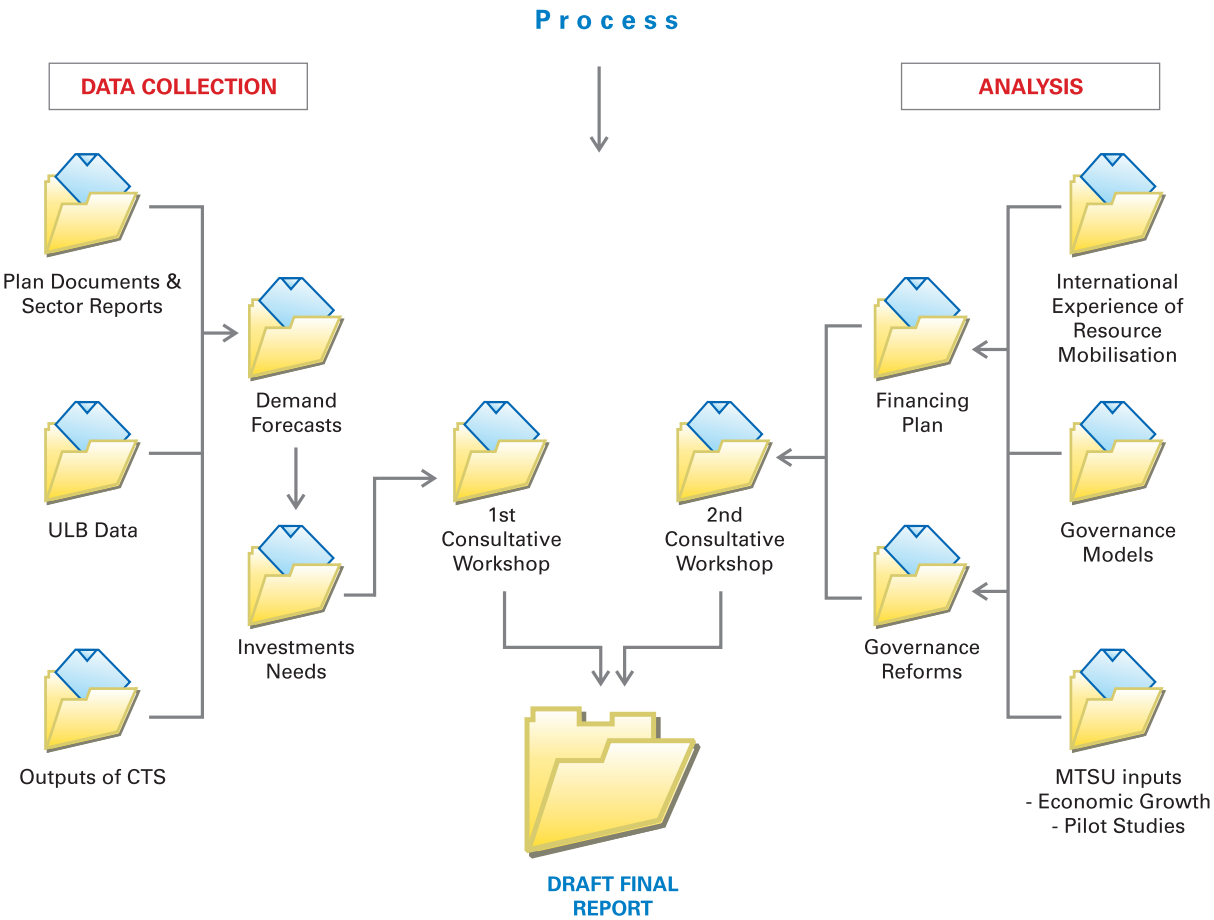 Process
DATA COLLECTION
ANALYSIS
Plan Documents &
Sector Reports
ULB Data
Outputs of CTS
Demand
Forecasts
Investments
Needs
1st
Consultative
Workshop
2nd
Consultative
Workshop
Financing
Plan
Governance
Reforms
International
Experience of
Resource
Mobilisation
Governance
Models
MTSU inputs
- Economic Growth
- Pilot Studies
DRAFT FINAL
REPORT